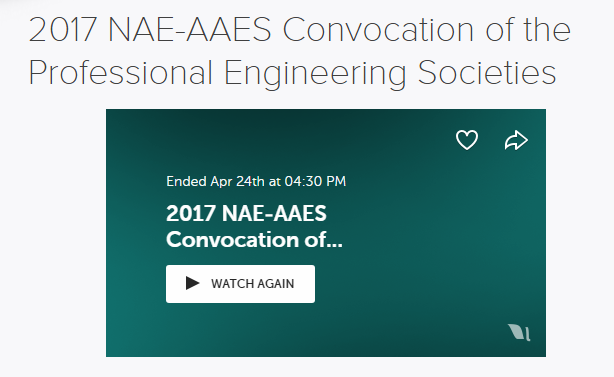 2017 NAE-AAES Convocation of the
Professional Engineering Societies
Ended Apr 24th at 04:30 PM
2017 NAE-AAES
Convocation of...
WATCH AGAIN